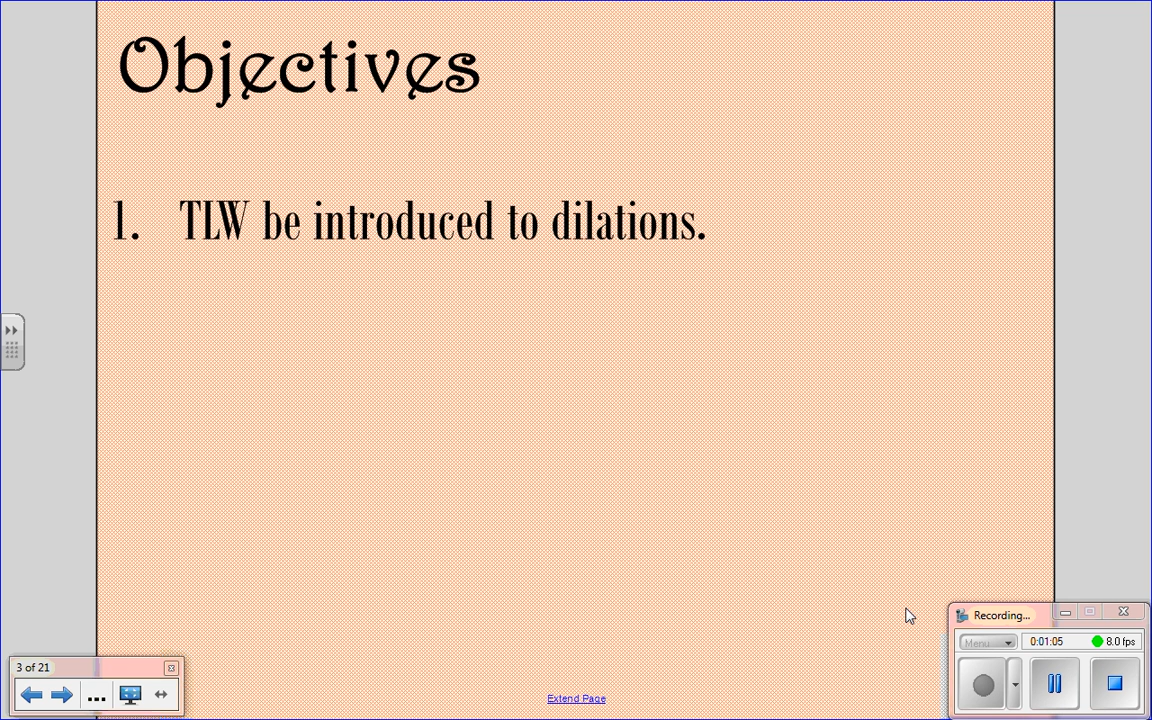 Objectives
1. TLW be introduced to dilations.
Recording...
Menu
0:01:05
8.0 fps
3 of 21
...
Extend Page